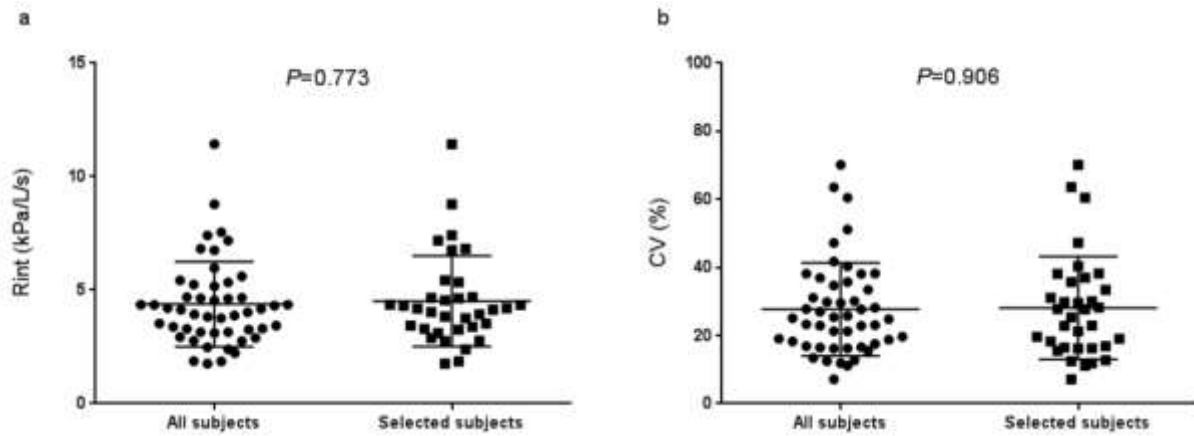 a
15
10
5
0
Rint (kPa/L/s)
P=0.773
All subjects
Selected subjects
b
100
80
60
40
20
0
CV (%)
P=0.906
All subjects
Selected subjects